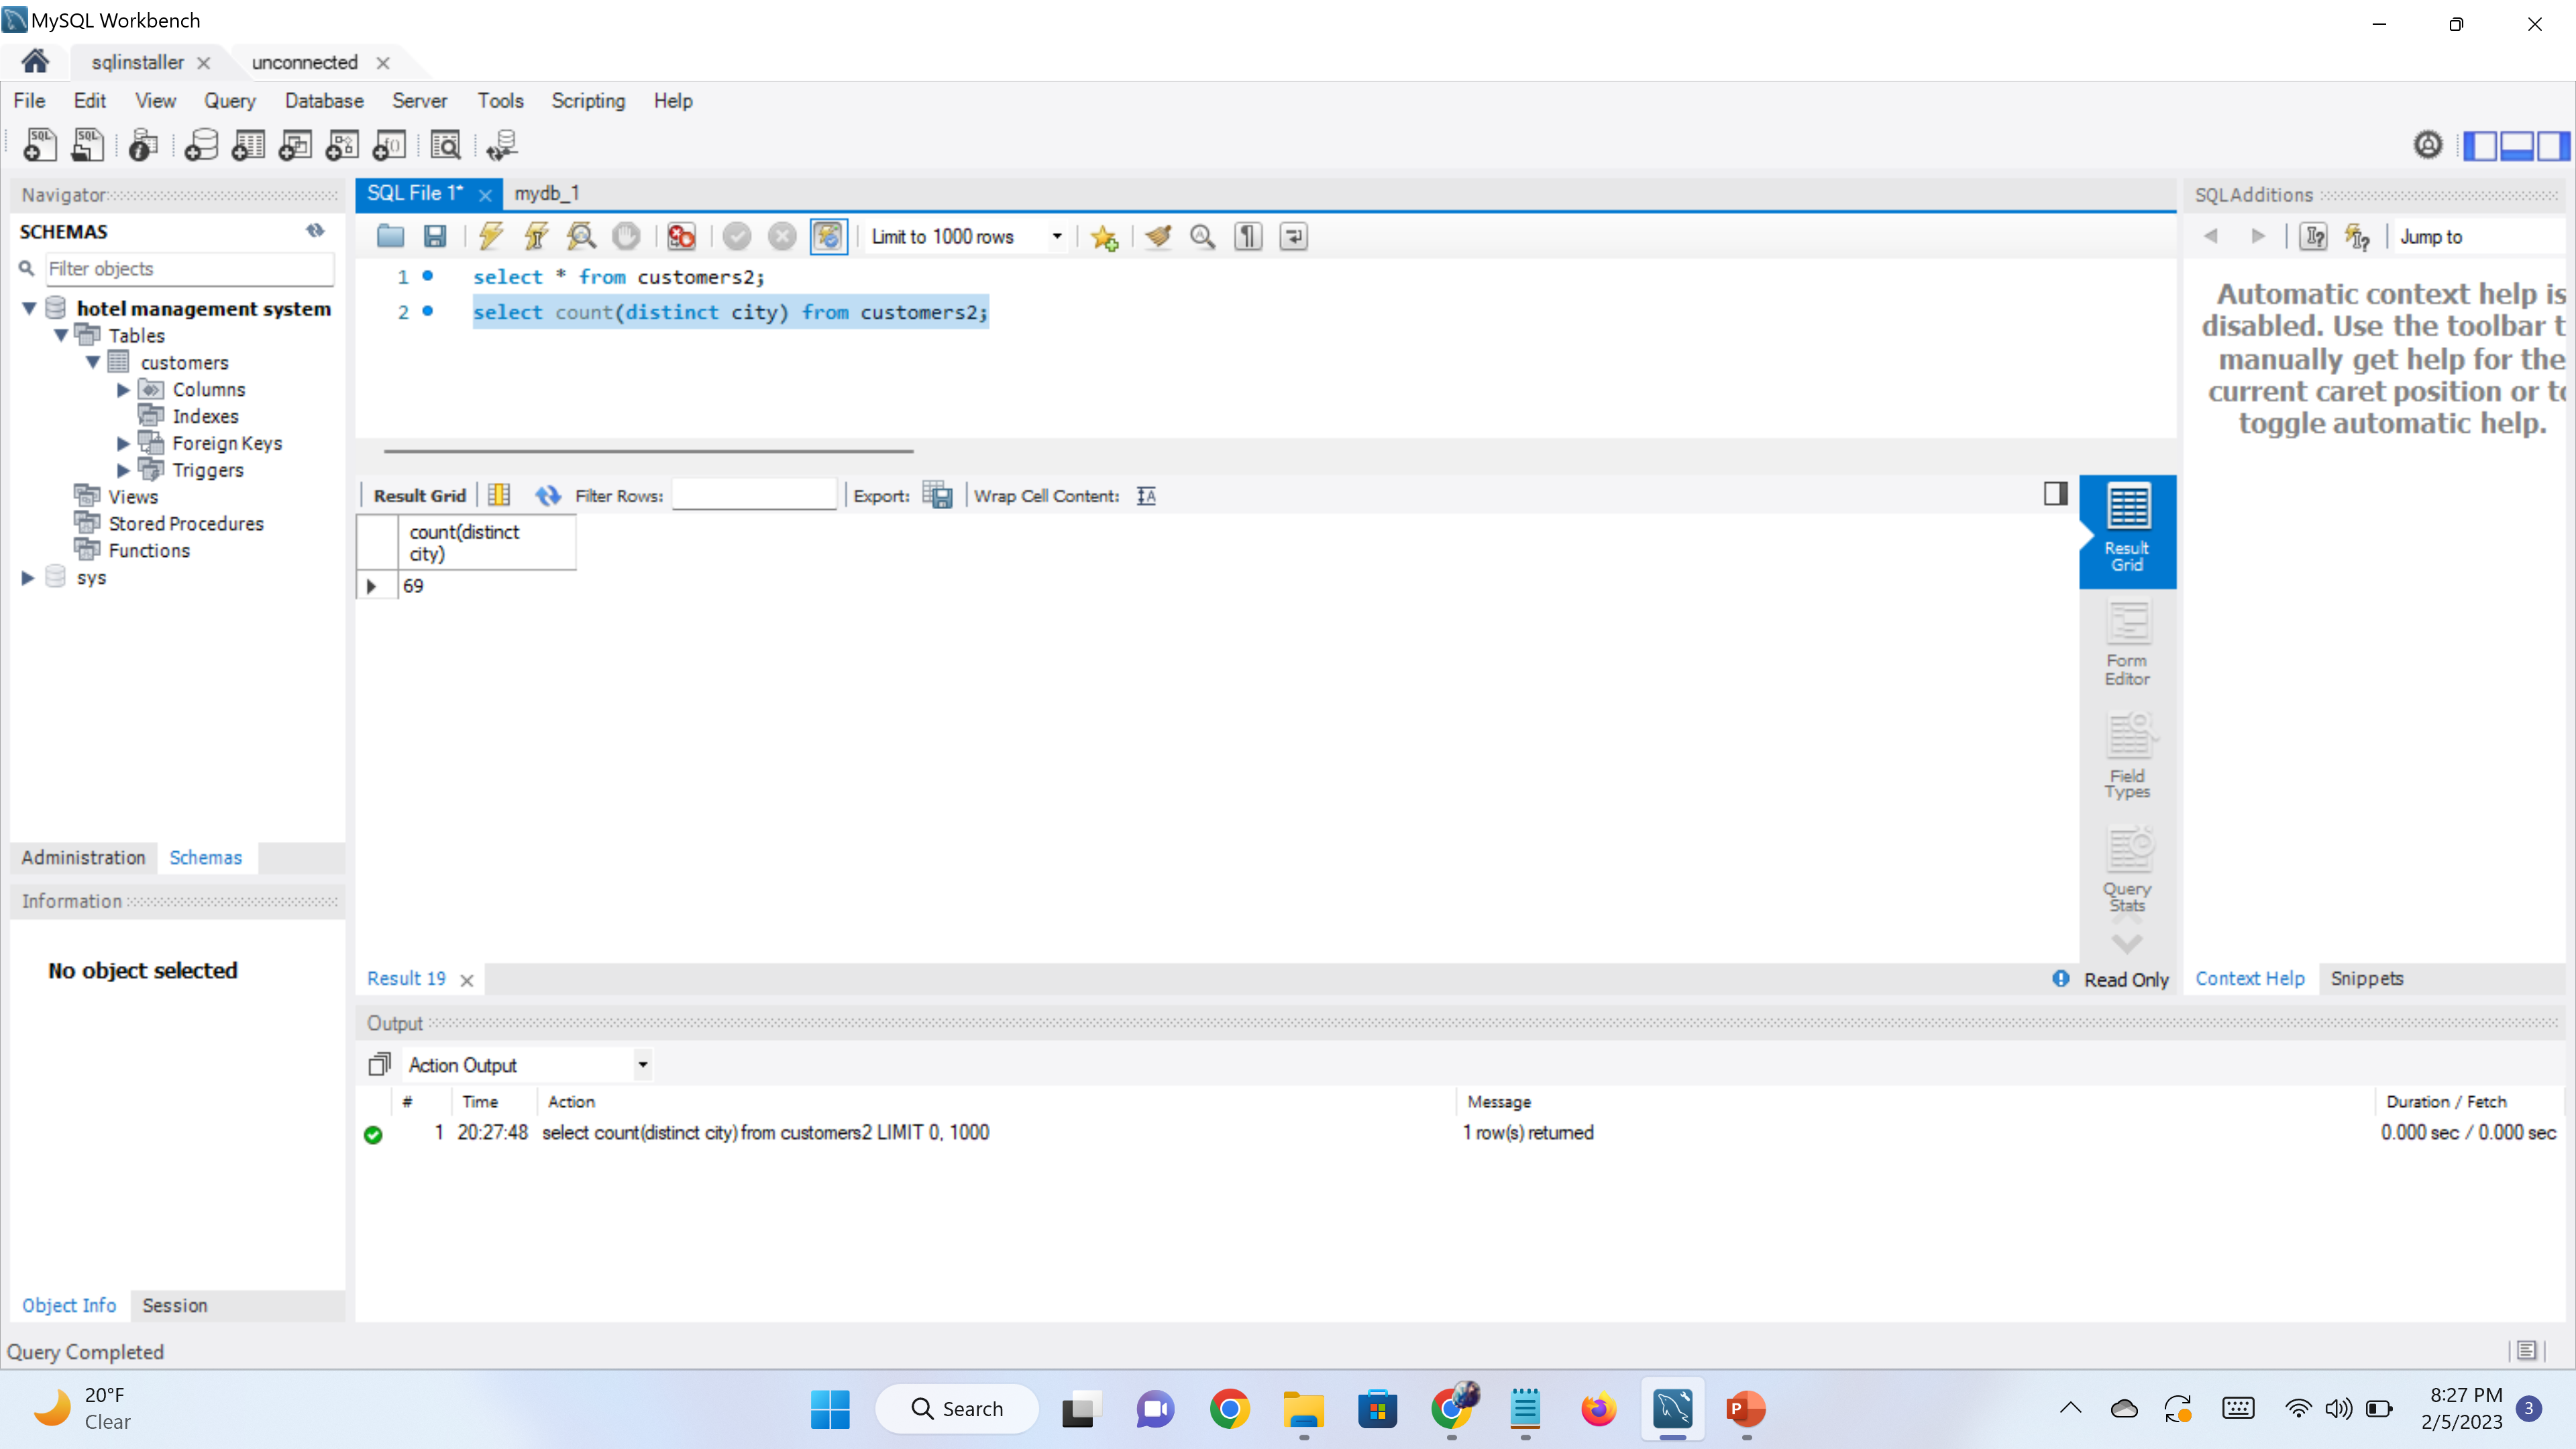 MySQL Workbench
sqlinstaller
unconnected
File Edit View Query Database Server Tools Scripting Help
Navigator
SCHEMAS
Filter objects
hotel management system
Tables
customers
Columns
Indexes
Foreign Keys
Triggers
Views
Stored Procedures
Functions
sys
Administration Schemas
Information
No object selected
Object Info Session
Query Completed
SQL File 1* mydb_1
Limit to 1000 rows
1 select * from customers2;
2 select count(distinct city) from customers2;
Result Grid Filter Rows: Export: Wrap Cell Content:
count(distinct
city)
69
Result
Grid
Form
Editor
Field
Types
Query
Stats
Result 19
Read Only
SQLAdditions
Jump to
Automatic context help is
disabled. Use the toolbar t
manually get help for the
current caret position or to
toggle automatic help.
Context Help Snippets
Output
Action Output
# Time Action Message Duration / Fetch
1 20:27:48 select count(distinct city) from customers2 LIMIT 0, 1000 1 row(s) returned 0.000 sec / 0.000 sec
20°F
Clear
Search
8:27 PM
2/5/2023
3